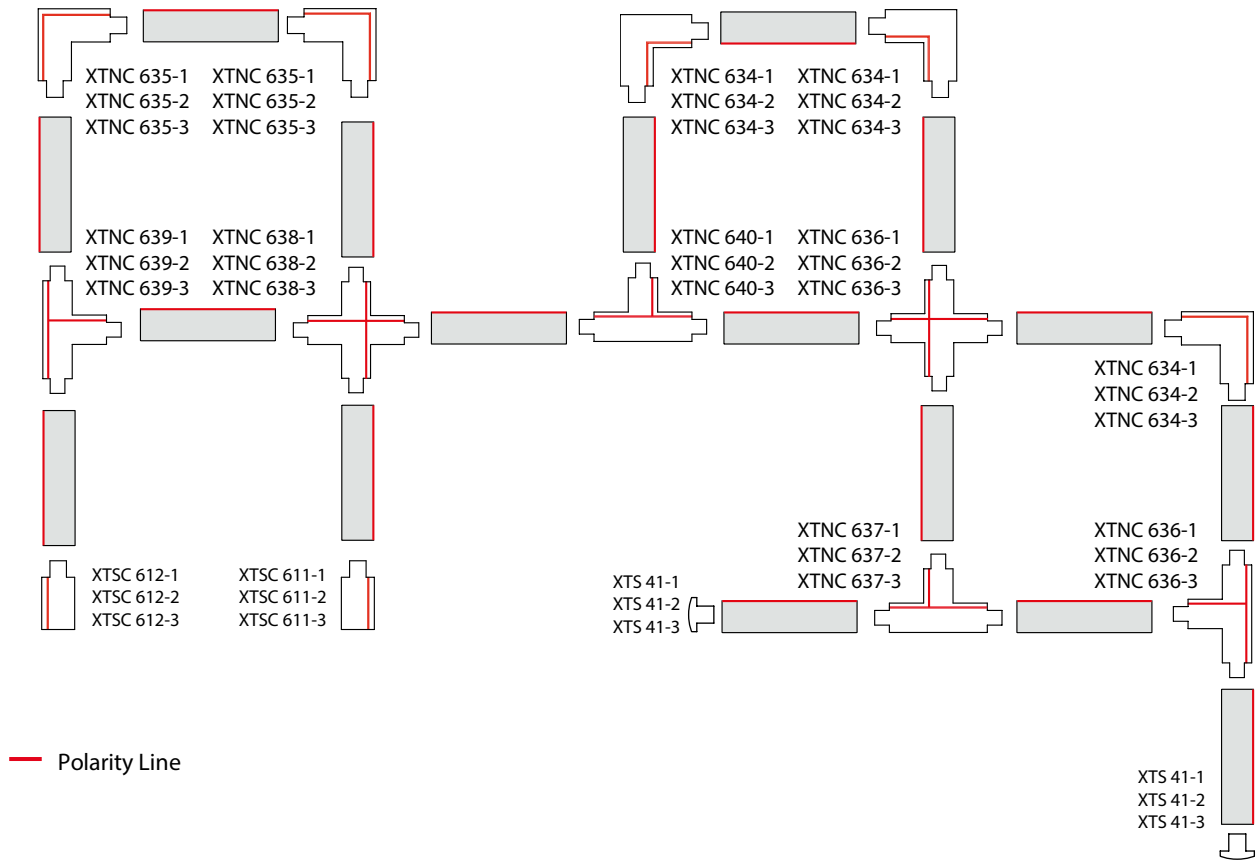 XTNC 635-1 XTNC 635-1
XTNC 635-2 XTNC 635-2
XTNC 635-3 XTNC 635-3
XTNC 634-1 XTNC 634-1
XTNC 634-2 XTNC 634-2
XTNC 634-3 XTNC 634-3
XTNC 639-1 XTNC 638-1
XTNC 639-2 XTNC 638-2
XTNC 639-3 XTNC 638-3
XTNC 640-1 XTNC 636-1
XTNC 640-2 XTNC 636-2
XTNC 640-3 XTNC 636-3
XTNC 634-1
XTNC 634-2
XTNC 634-3
XTSC 612-1 XTSC 611-1
XTSC 612-2 XTSC 611-2
XTSC 612-3 XTSC 611-3
XTS 41-1
XTS 41-2
XTS 41-3
XTNC 637-1
XTNC 637-2
XTNC 637-3
XTNC 636-1
XTNC 636-2
XTNC 636-3
Polarity Line
XTS 41-1
XTS 41-2
XTS 41-3